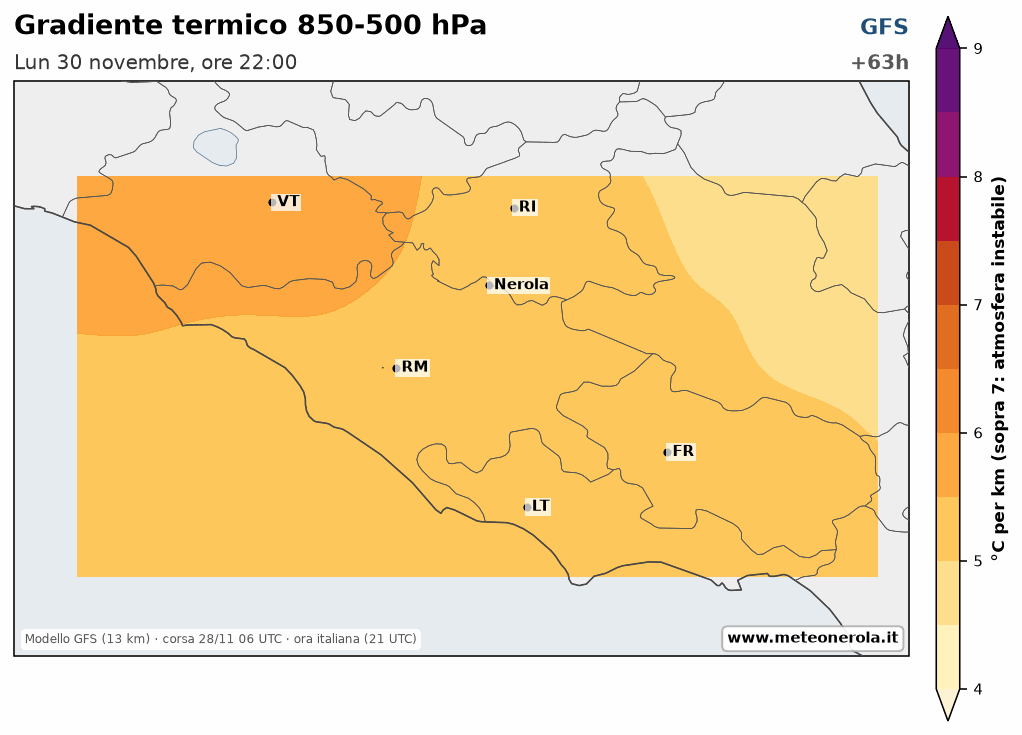 Gradiente termico 850-500 hPa
GFS
Lun 30 novembre, ore 22:00
+63h
VT
RI
Nerola
RM
FR
LT
Modello GFS (13 km) · corsa 28/11 06 UTC · ora italiana (21 UTC)
www.meteonerola.it
9
8
7
6
5
4
°C per km (sopra 7: atmosfera instabile)